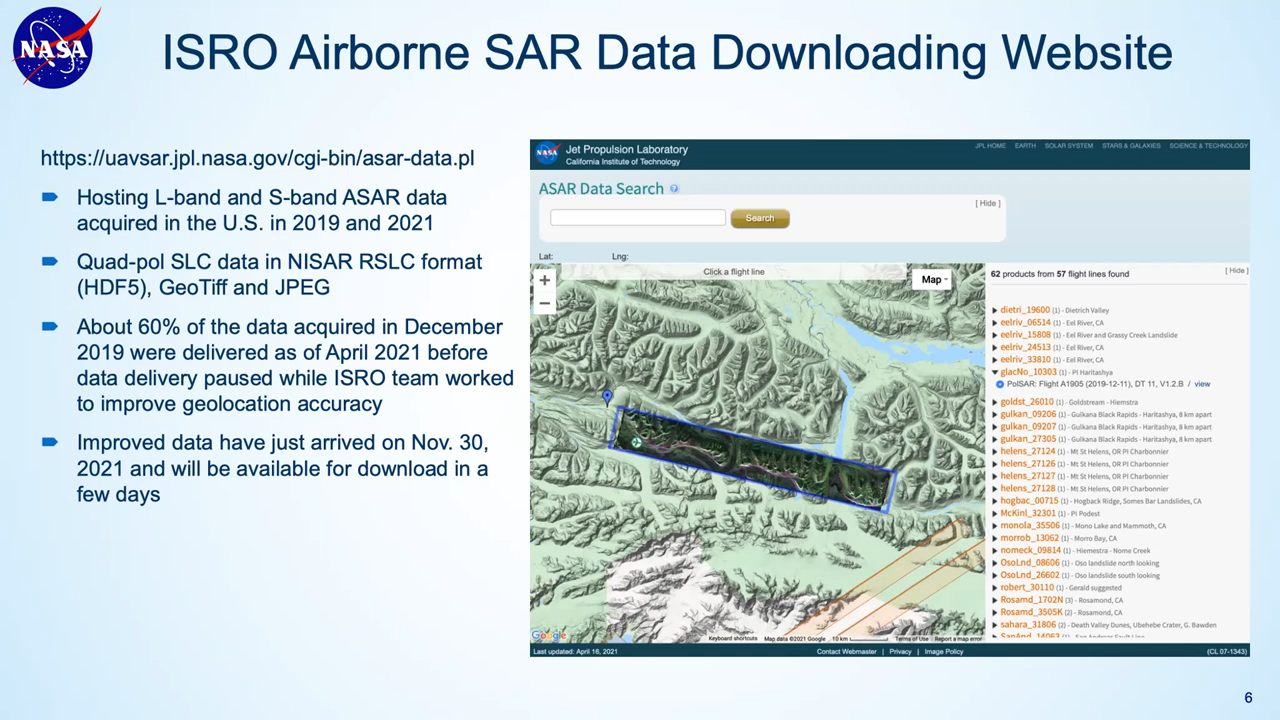 NASA
ISRO Airborne SAR Data Downloading Website
https://uavsar.jpl.nasa.gov/cgi-bin/asar-data.pl
Hosting L-band and S-band ASAR data
acquired in the U.S. in 2019 and 2021
Quad-pol SLC data in NISAR RSLC format
(HDF5), GeoTiff and JPEG
About 60% of the data acquired in December
2019 were delivered as of April 2021 before
data delivery paused while ISRO team worked
to improve geolocation accuracy
Improved data have just arrived on Nov. 30,
2021 and will be available for download in a
few days
NASA
Jet Propulsion Laboratory
California Institute of Technology
JPL HOME EARTH SOLAR SYSTEM STARS & GALAXIES SCIENCE & TECHNOLOGY
ASAR Data Search ?
[ Hide ]
Search
Lat: Lng:
Click a flight line
Map
+
−
62 products from 57 flight lines found
[ Hide ]
dietri_19600 (1) - Dietrich Valley
eelriv_06514 (1) - Eel River, CA
eelriv_15808 (1) - Eel River and Grassy Creek Landslide
eelriv_24513 (1) - Eel River, CA
eelriv_33810 (1) - Eel River, CA
glacNo_10303 (1) - PI Haritashya
PolSAR: Flight A1905 (2019-12-11), DT 11, V1.2.B / view
goldst_26010 (1) - Goldstream - Hiemstra
gulkan_09206 (1) - Gulkana Black Rapids - Haritashya, 8 km apart
gulkan_09207 (1) - Gulkana Black Rapids - Haritashya, 8 km apart
gulkan_27305 (1) - Gulkana Black Rapids - Haritashya, 8 km apart
helens_27124 (1) - Mt St Helens, OR PI Charbonnier
helens_27126 (1) - Mt St Helens, OR PI Charbonnier
helens_27127 (1) - Mt St Helens, OR PI Charbonnier
helens_27128 (1) - Mt St Helens, OR PI Charbonnier
hogbac_00715 (1) - Hogback Ridge, Somes Bar Landslides, CA
McKinl_32301 (1) - PI Podest
monola_35506 (1) - Mono Lake and Mammoth, CA
morrob_13062 (1) - Morro Bay, CA
nomeck_09814 (1) - Hiemestra - Nome Creek
OsoLnd_08606 (1) - Oso landslide north looking
OsoLnd_26602 (1) - Oso landslide south looking
robert_30110 (1) - Gerald suggested
Rosamd_1702N (3) - Rosamond, CA
Rosamd_3505K (2) - Rosamond, CA
sahara_31806 (2) - Death Valley Dunes, Ubehebe Crater, G. Bawden
SanAnd_14063 (1) - San Andreas Fault Line
Google
Keyboard shortcuts Map data ©2021 Google 10 km Terms of Use Report a map error
Last updated: April 16, 2021
Contact Webmaster | Privacy | Image Policy
(CL 07-1343)
6